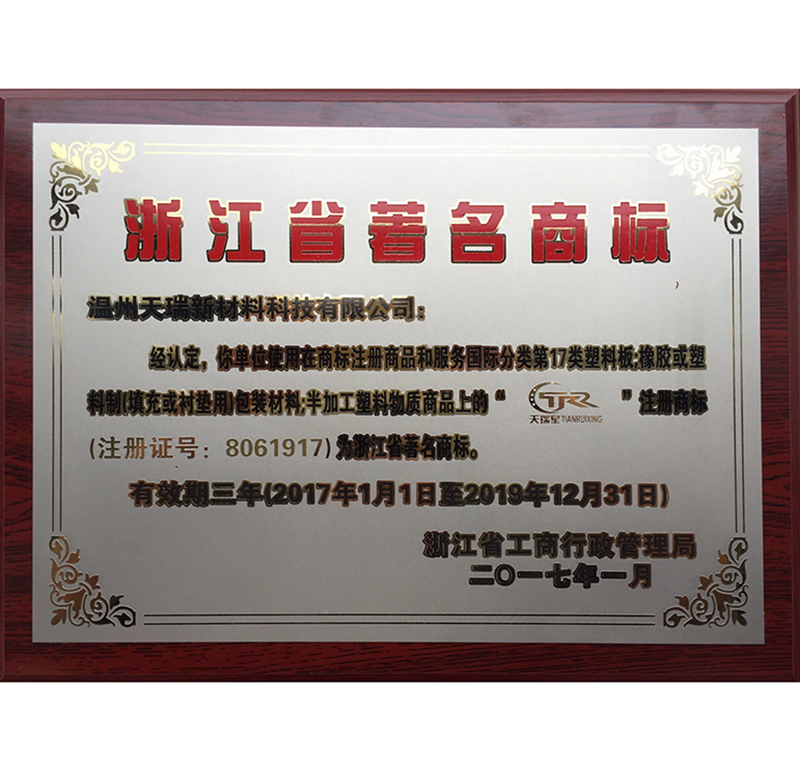 浙江省著名商标
温州天瑞新材料科技有限公司:
经认定，你单位使用在商标注册商品和服务国际分类第17类塑料板;橡胶或塑
料制(填充或衬垫用)包装材料;半加工塑料物质商品上的“ TR 天瑞星 TIANRUIXING ”注册商标
(注册证号：8061917)为浙江省著名商标。
有效期三年(2017年1月1日至2019年12月31日)
浙江省工商行政管理局
二〇一七年一月